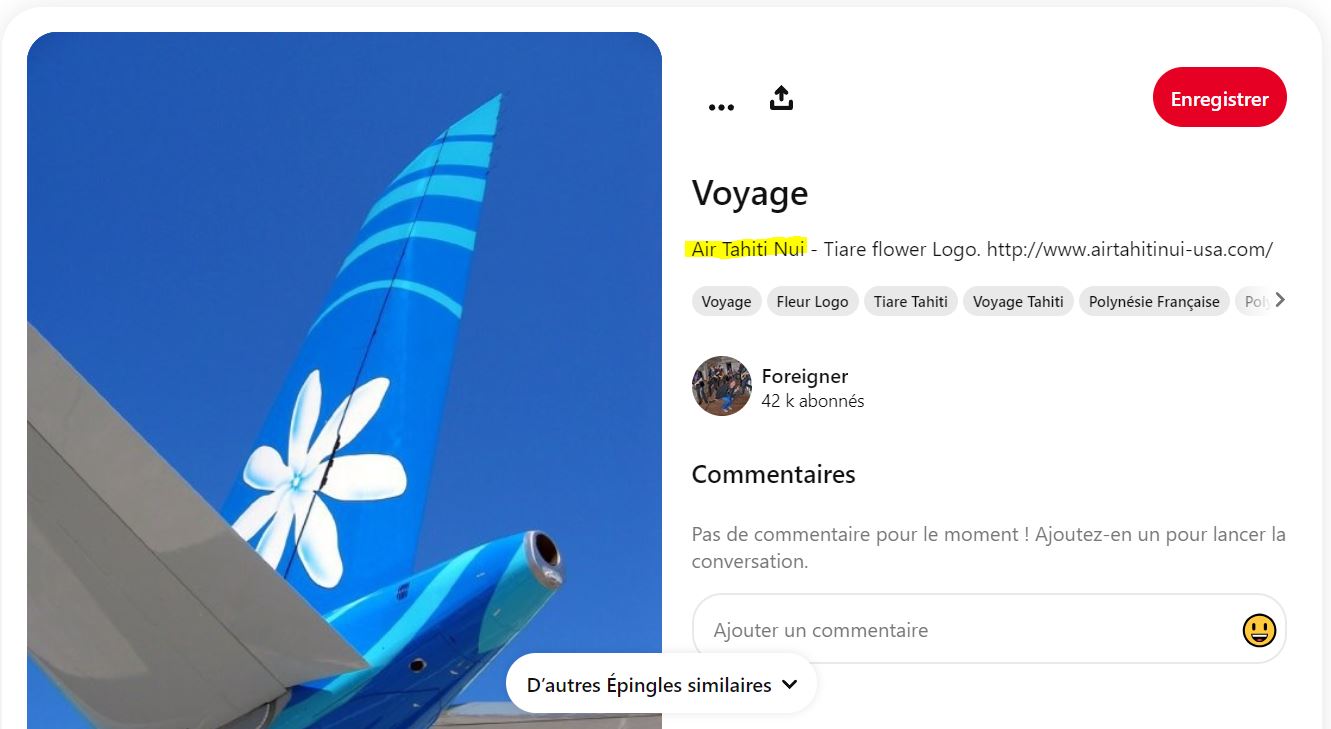 Enregistrer
Voyage
Air Tahiti Nui - Tiare flower Logo. http://www.airtahitinui-usa.com/
Voyage Fleur Logo Tiare Tahiti Voyage Tahiti Polynésie Française
Foreigner
42 k abonnés
Commentaires
Pas de commentaire pour le moment ! Ajoutez-en un pour lancer la
conversation.
Ajouter un commentaire
D'autres Épingles similaires